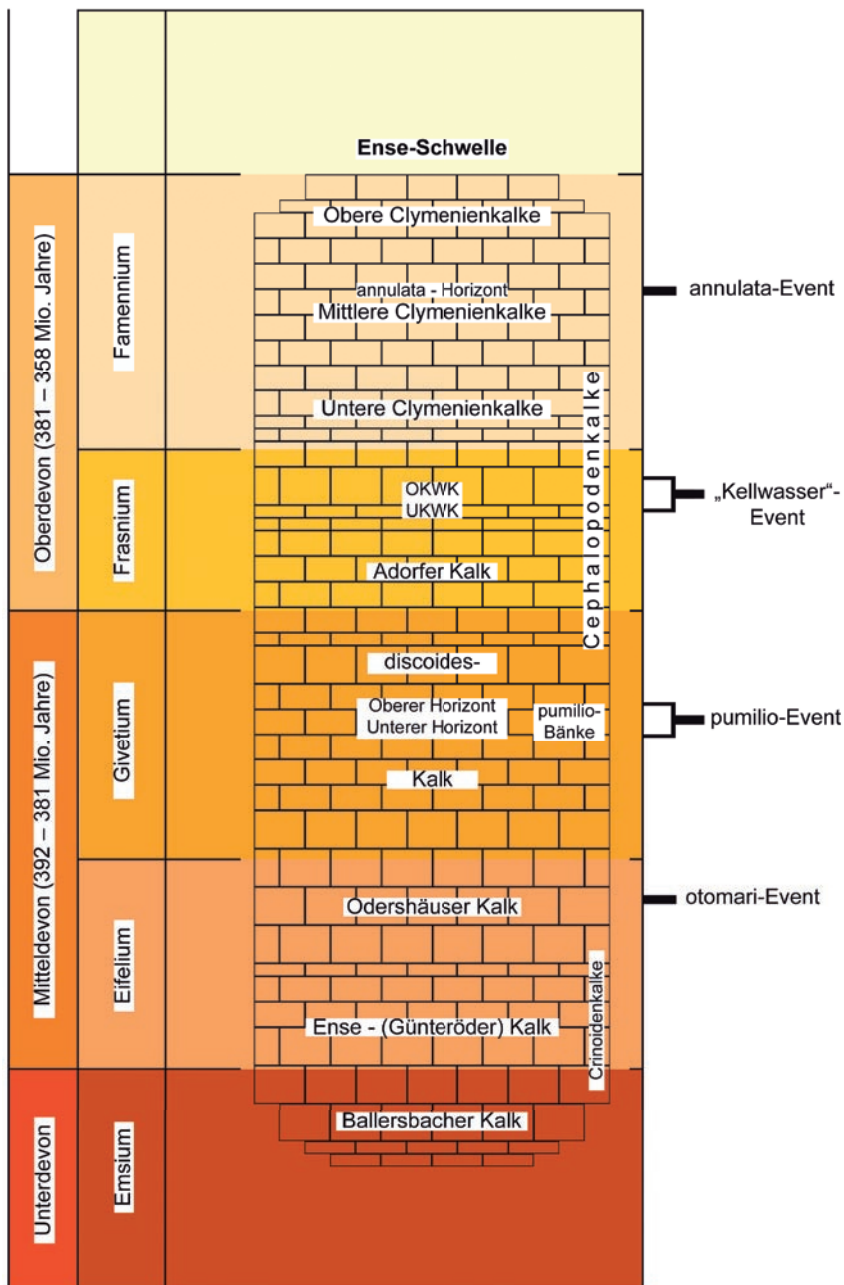 Ense-Schwelle
Oberdevon (381 – 358 Mio. Jahre)
Famennium
Obere Clymenienkalke
annulata - Horizont
Mittlere Clymenienkalke
Untere Clymenienkalke
annulata-Event
Cephalopodenkalke
Frasnium
OKWK
UKWK
Adorfer Kalk
„Kellwasser“-
Event
Mitteldevon (392 – 381 Mio. Jahre)
Givetium
discoides-
Oberer Horizont
Unterer Horizont
pumilio-
Bänke
Kalk
pumilio-Event
Eifelium
Odershäuser Kalk
Ense - (Günteröder) Kalk
Crinoidenkalke
otomari-Event
Unterdevon
Emsium
Ballersbacher Kalk